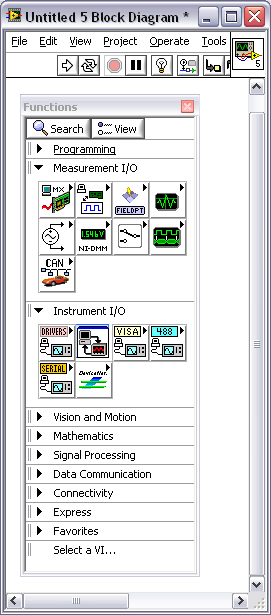 Untitled 5 Block Diagram *
File Edit View Project Operate Tools
5
Functions
Search View
Programming
Measurement I/O
MX
FIELDPT
1.546V
NI-DMM
CAN
Instrument I/O
DRIVERS VISA 488
SERIAL
Vision and Motion
Mathematics
Signal Processing
Data Communication
Connectivity
Express
Favorites
Select a VI...